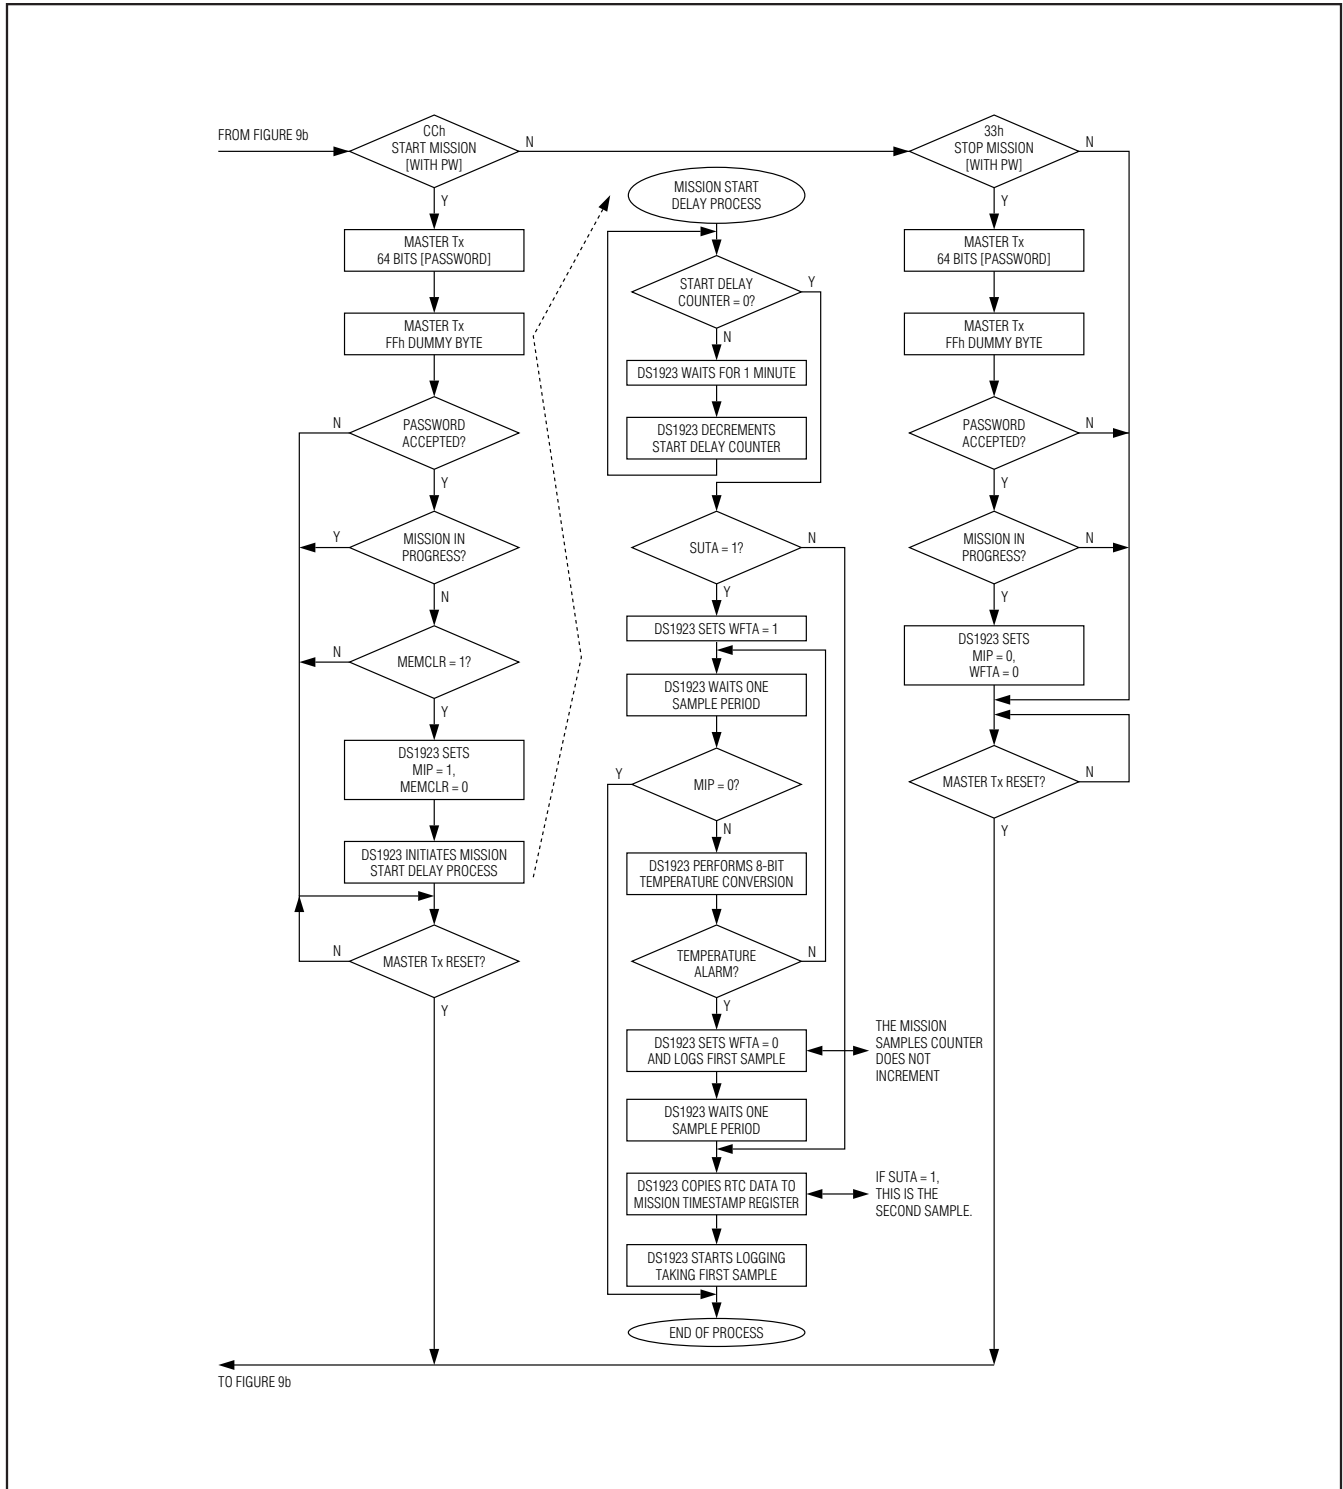 FROM FIGURE 9b
CCh
START MISSION
[WITH PW]
N
Y
MASTER Tx
64 BITS [PASSWORD]
MASTER Tx
FFh DUMMY BYTE
PASSWORD
ACCEPTED?
N
Y
MISSION IN
PROGRESS?
Y
N
MEMCLR = 1?
N
Y
DS1923 SETS
MIP = 1,
MEMCLR = 0
DS1923 INITIATES MISSION
START DELAY PROCESS
MASTER Tx RESET?
N
Y
MISSION START
DELAY PROCESS
START DELAY
COUNTER = 0?
Y
N
DS1923 WAITS FOR 1 MINUTE
DS1923 DECREMENTS
START DELAY COUNTER
SUTA = 1?
N
Y
DS1923 SETS WFTA = 1
DS1923 WAITS ONE
SAMPLE PERIOD
MIP = 0?
Y
N
DS1923 PERFORMS 8-BIT
TEMPERATURE CONVERSION
TEMPERATURE
ALARM?
N
Y
DS1923 SETS WFTA = 0
AND LOGS FIRST SAMPLE
THE MISSION
SAMPLES COUNTER
DOES NOT
INCREMENT
DS1923 WAITS ONE
SAMPLE PERIOD
DS1923 COPIES RTC DATA TO
MISSION TIMESTAMP REGISTER
IF SUTA = 1,
THIS IS THE
SECOND SAMPLE.
DS1923 STARTS LOGGING
TAKING FIRST SAMPLE
END OF PROCESS
33h
STOP MISSION
[WITH PW]
N
Y
MASTER Tx
64 BITS [PASSWORD]
MASTER Tx
FFh DUMMY BYTE
PASSWORD
ACCEPTED?
N
Y
MISSION IN
PROGRESS?
N
Y
DS1923 SETS
MIP = 0,
WFTA = 0
MASTER Tx RESET?
N
Y
TO FIGURE 9b